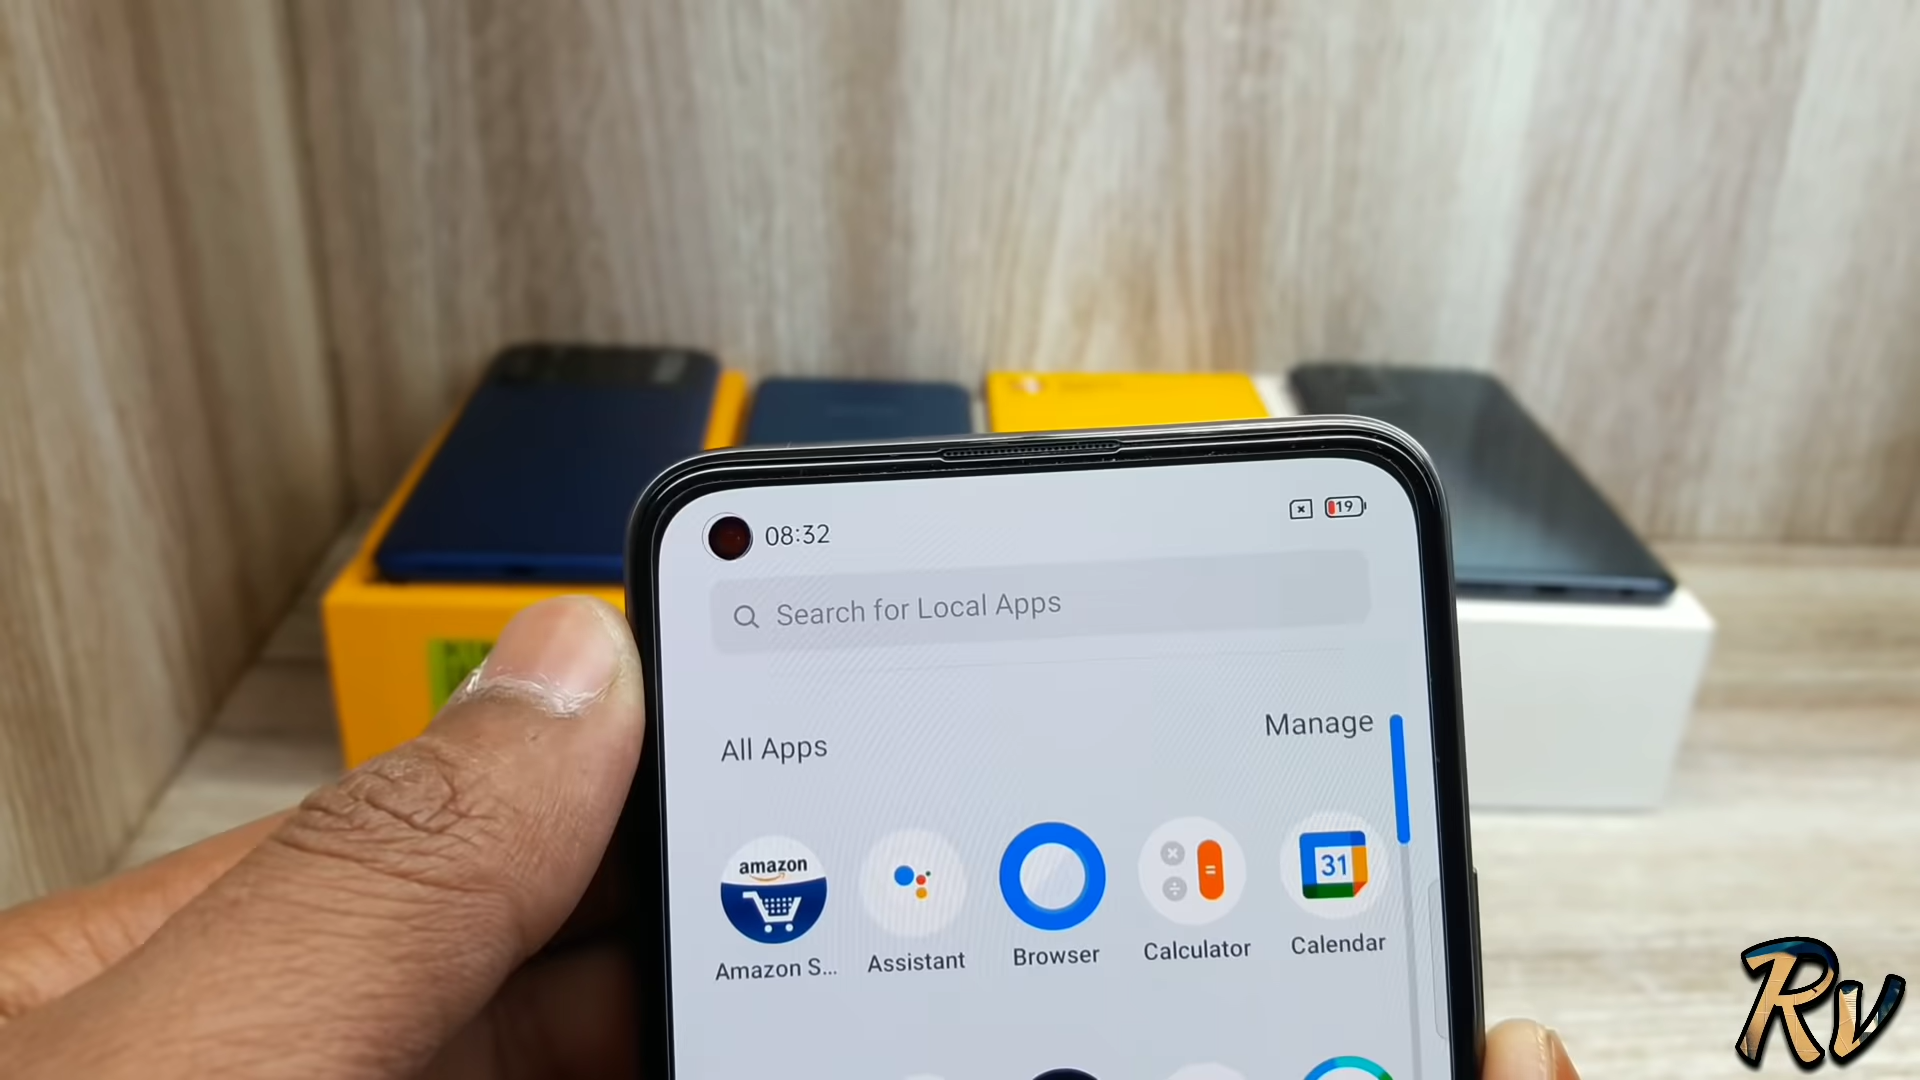 08:32
19
Search for Local Apps
All Apps
Manage
amazon
31
Amazon S...
Assistant
Browser
Calculator
Calendar
Rv